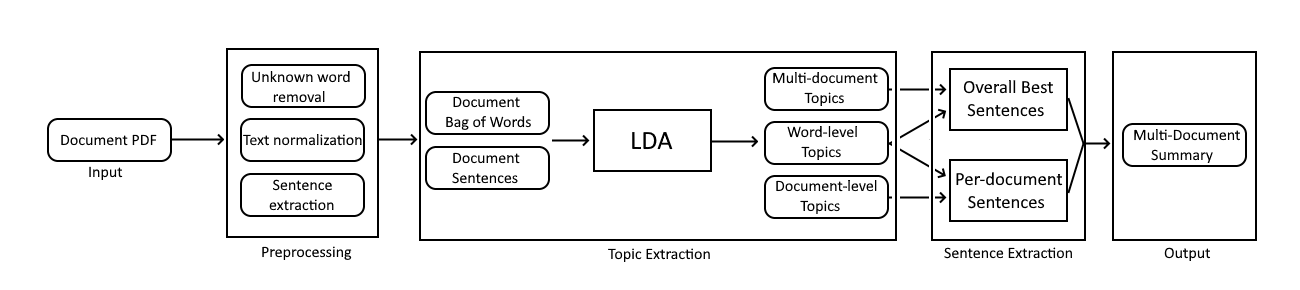 Document PDF
Input
Unknown word
removal
Text normalization
Sentence
extraction
Preprocessing
Document
Bag of Words
Document
Sentences
LDA
Multi-document
Topics
Word-level
Topics
Document-level
Topics
Topic Extraction
Overall Best
Sentences
Per-document
Sentences
Sentence Extraction
Multi-Document
Summary
Output